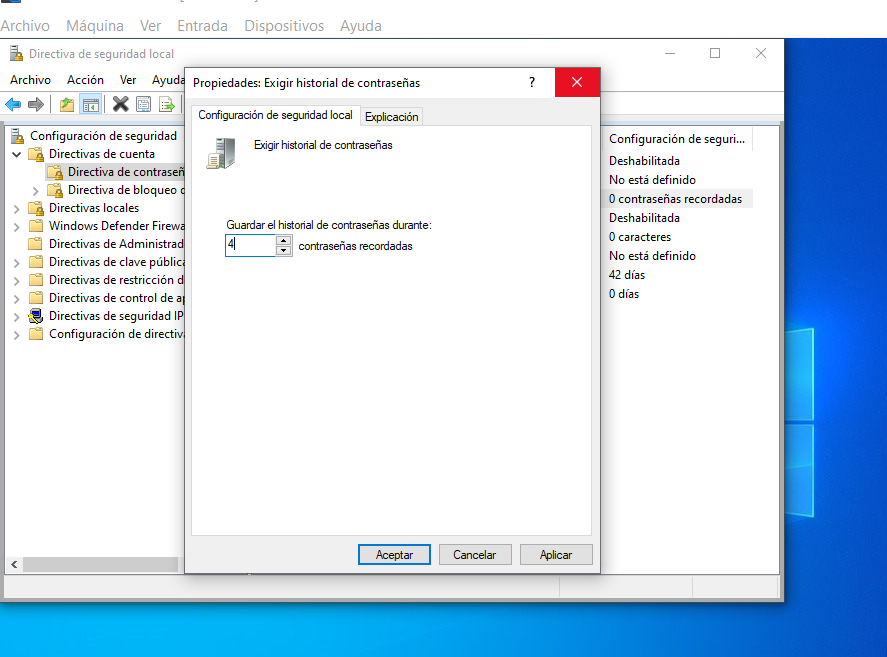 Archivo Máquina Ver Entrada Dispositivos Ayuda
Directiva de seguridad local
Archivo Acción Ver Ayuda
Propiedades: Exigir historial de contraseñas
?
Configuración de seguridad local Explicación
Exigir historial de contraseñas
Guardar el historial de contraseñas durante:
4 contraseñas recordadas
Aceptar Cancelar Aplicar
Configuración de seguridad
Directivas de cuenta
Directiva de contraseñ
Directiva de bloqueo d
Directivas locales
Windows Defender Firewa
Directivas de Administrad
Directivas de clave pública
Directivas de restricción d
Directivas de control de ap
Directivas de seguridad IP
Configuración de directiva
Configuración de seguri...
Deshabilitada
No está definido
0 contraseñas recordadas
Deshabilitada
0 caracteres
No está definido
42 días
0 días